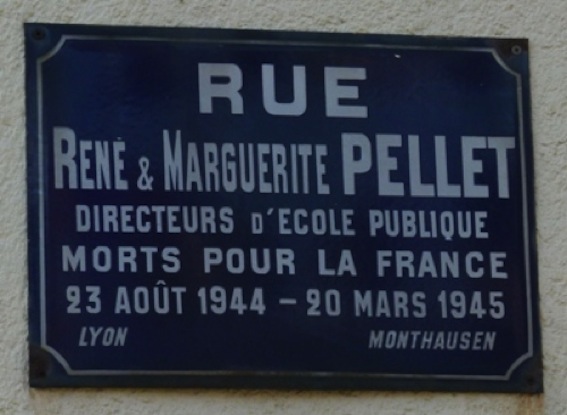 RUE
RENÉ & MARGUERITE PELLET
DIRECTEURS D'ECOLE PUBLIQUE
MORTS POUR LA FRANCE
23 AOÛT 1944 – 20 MARS 1945
LYON MONTHAUSEN